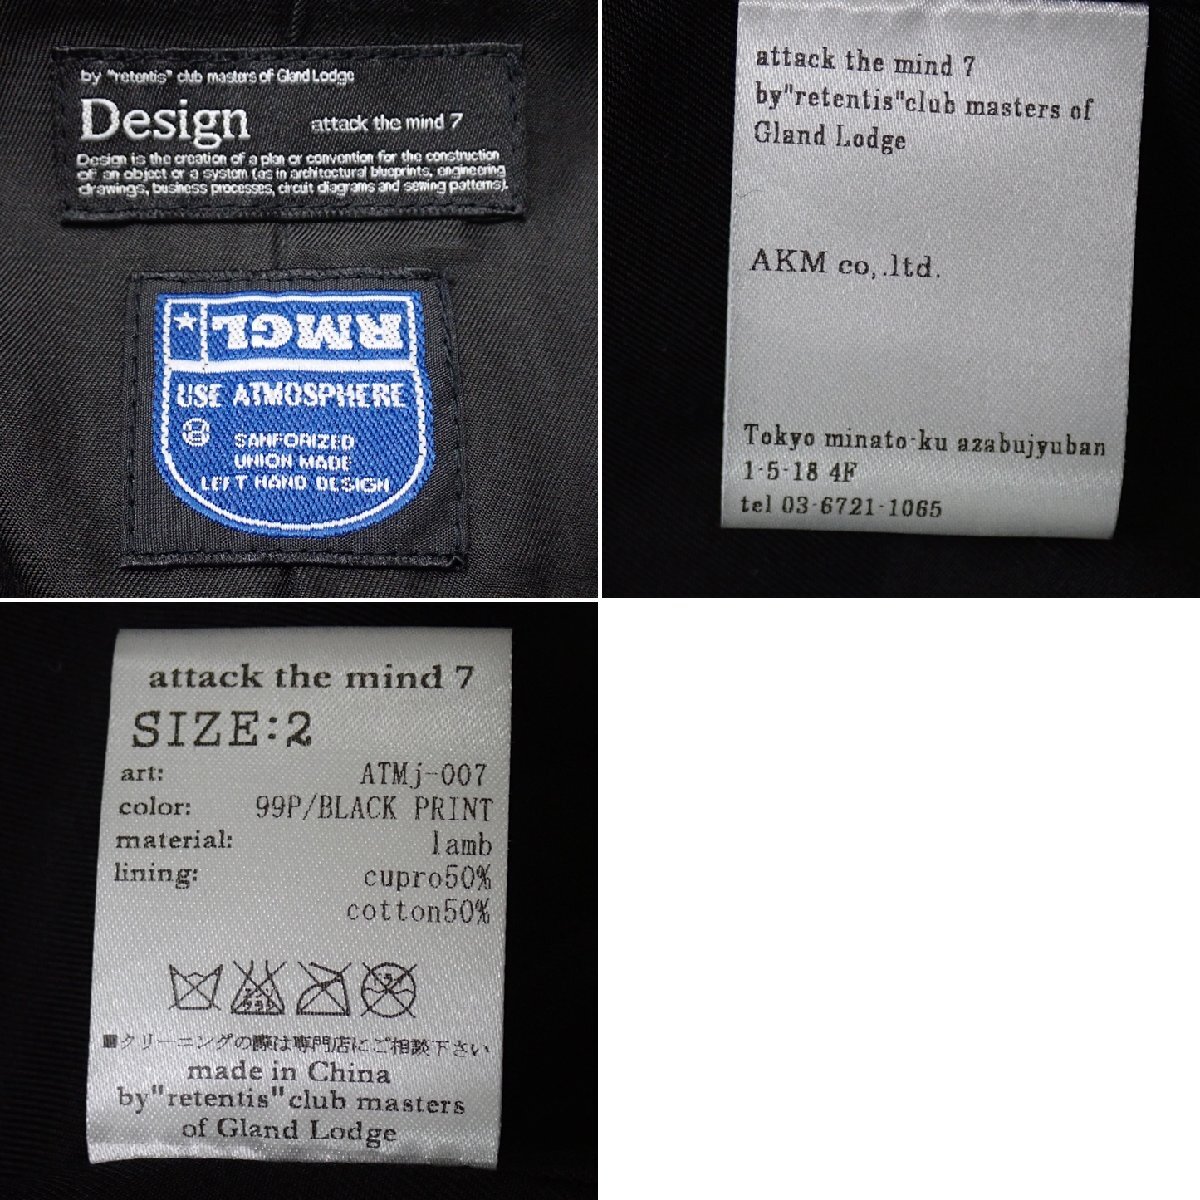 by "retentis" club masters of Gland Lodge
Design attack the mind 7
Design is the creation of a plan or convention for the construction
of an object or a system (as in architectural blueprints, engineering
drawings, business processes, circuit diagrams and sewing patterns).
★ RMGL
USE ATMOSPHERE
SANFORIZED
UNION MADE
LEFT HAND DESIGN
attack the mind 7
by"retentis"club masters of
Gland Lodge
AKM co,.ltd.
Tokyo minato-ku azabujyuban
1-5-18 4F
tel 03-6721-1065
attack the mind 7
SIZE:2
art: ATMj-007
color: 99P/BLACK PRINT
material: lamb
lining: cupro50%
cotton50%
■クリーニングの際は専門店にご相談下さい
made in China
by"retentis"club masters
of Gland Lodge